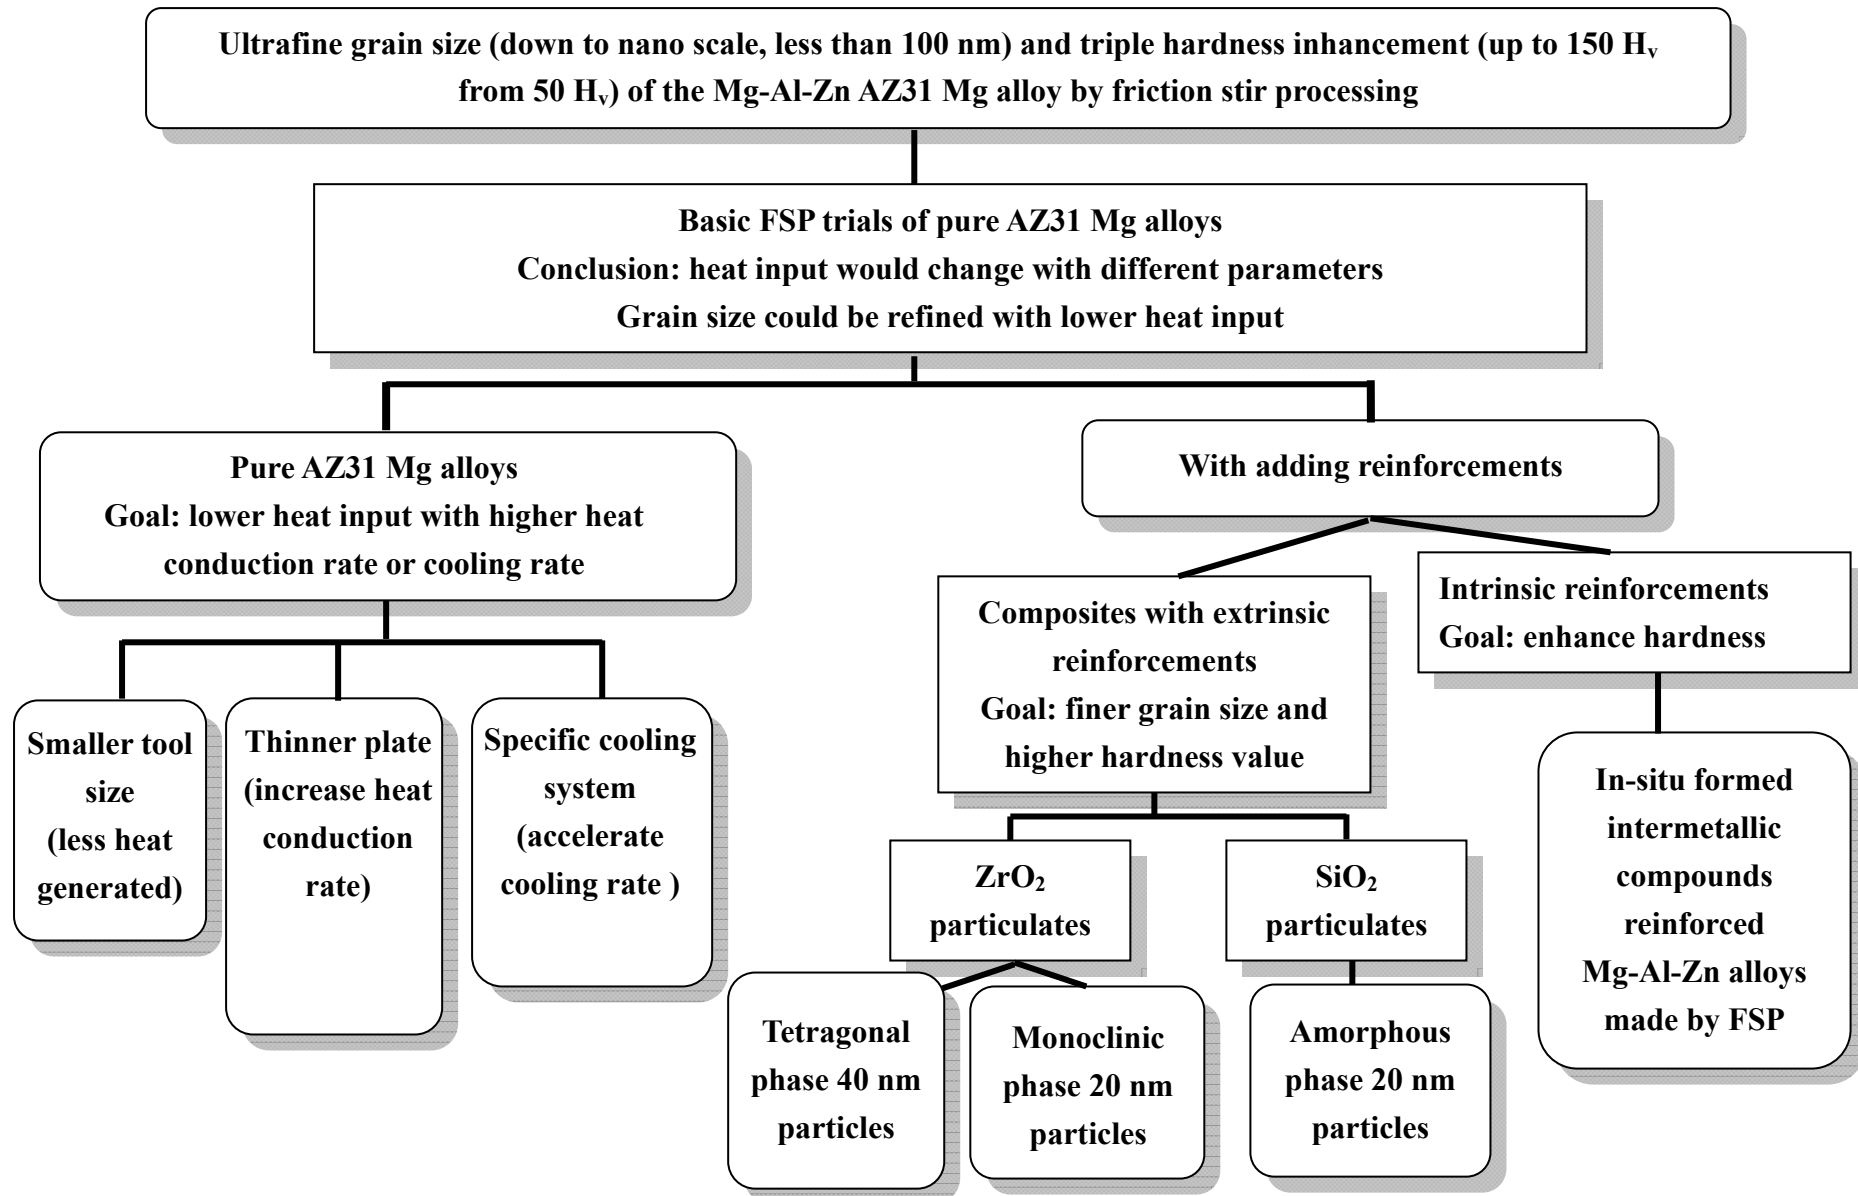 Ultrafine grain size (down to nano scale, less than 100 nm) and triple hardness inhancement (up to 150 Hv
from 50 Hv) of the Mg-Al-Zn AZ31 Mg alloy by friction stir processing
Basic FSP trials of pure AZ31 Mg alloys
Conclusion: heat input would change with different parameters
Grain size could be refined with lower heat input
Pure AZ31 Mg alloys
Goal: lower heat input with higher heat
conduction rate or cooling rate
With adding reinforcements
Smaller tool
size
(less heat
generated)
Thinner plate
(increase heat
conduction
rate)
Specific cooling
system
(accelerate
cooling rate )
Composites with extrinsic
reinforcements
Goal: finer grain size and
higher hardness value
Intrinsic reinforcements
Goal: enhance hardness
ZrO₂
particulates
SiO₂
particulates
In-situ formed
intermetallic
compounds
reinforced
Mg-Al-Zn alloys
made by FSP
Tetragonal
phase 40 nm
particles
Monoclinic
phase 20 nm
particles
Amorphous
phase 20 nm
particles